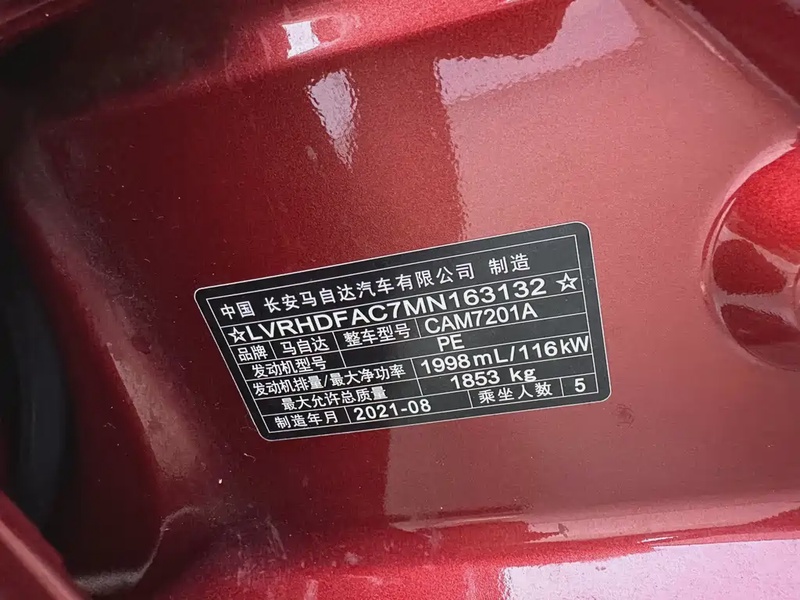 中国 长安马自达汽车有限公司 制造
☆LVRHDFAC7MN163132☆
品牌 马自达 整车型号 CAM7201A
发动机型号 PE
发动机排量/最大净功率 1998mL/116kW
最大允许总质量 1853 kg
制造年月 2021-08 乘坐人数 5